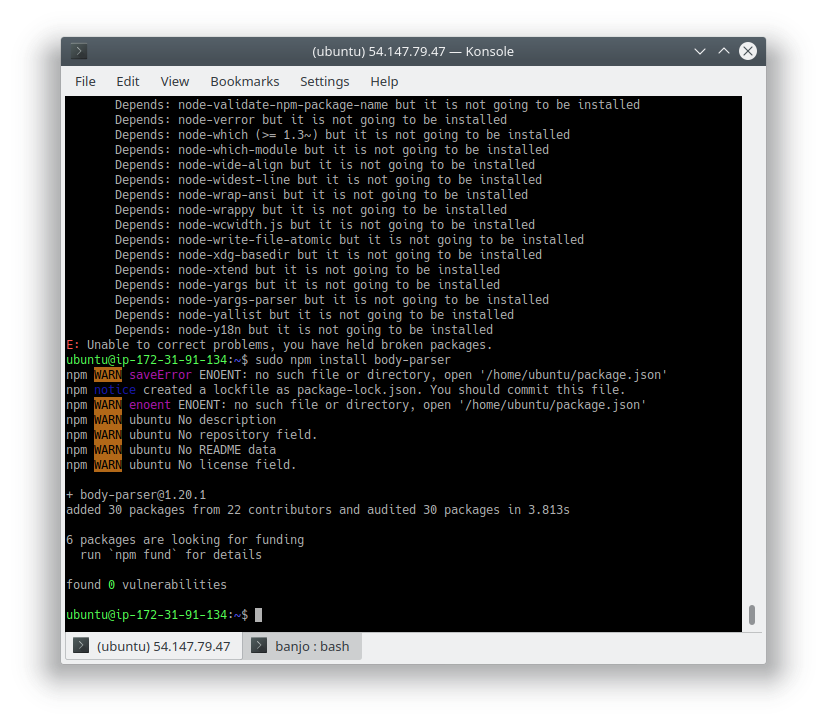 (ubuntu) 54.147.79.47 — Konsole
File Edit View Bookmarks Settings Help
Depends: node-validate-npm-package-name but it is not going to be installed
Depends: node-verror but it is not going to be installed
Depends: node-which (>= 1.3~) but it is not going to be installed
Depends: node-which-module but it is not going to be installed
Depends: node-wide-align but it is not going to be installed
Depends: node-widest-line but it is not going to be installed
Depends: node-wrap-ansi but it is not going to be installed
Depends: node-wrappy but it is not going to be installed
Depends: node-wcwidth.js but it is not going to be installed
Depends: node-write-file-atomic but it is not going to be installed
Depends: node-xdg-basedir but it is not going to be installed
Depends: node-xtend but it is not going to be installed
Depends: node-yargs but it is not going to be installed
Depends: node-yargs-parser but it is not going to be installed
Depends: node-yallist but it is not going to be installed
Depends: node-y18n but it is not going to be installed
E: Unable to correct problems, you have held broken packages.
ubuntu@ip-172-31-91-134:~$ sudo npm install body-parser
npm WARN saveError ENOENT: no such file or directory, open '/home/ubuntu/package.json'
npm notice created a lockfile as package-lock.json. You should commit this file.
npm WARN enoent ENOENT: no such file or directory, open '/home/ubuntu/package.json'
npm WARN ubuntu No description
npm WARN ubuntu No repository field.
npm WARN ubuntu No README data
npm WARN ubuntu No license field.
+ body-parser@1.20.1
added 30 packages from 22 contributors and audited 30 packages in 3.813s
6 packages are looking for funding
run `npm fund` for details
found 0 vulnerabilities
ubuntu@ip-172-31-91-134:~$
(ubuntu) 54.147.79.47 banjo : bash